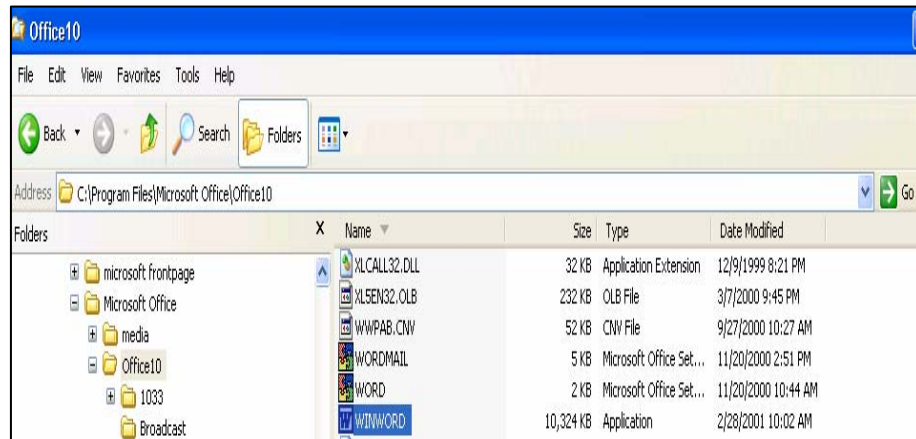 Office10
File Edit View Favorites Tools Help
Back Search Folders
Address C:\Program Files\Microsoft Office\Office10 Go
Folders X Name Size Type Date Modified
microsoft frontpage
Microsoft Office
media
Office10
1033
Broadcast
XLCALL32.DLL 32 KB Application Extension 12/9/1999 8:21 PM
XL5EN32.OLB 232 KB OLB File 3/7/2000 9:45 PM
WWPAB.CNV 52 KB CNV File 9/27/2000 10:27 AM
WORDMAIL 5 KB Microsoft Office Set... 11/20/2000 2:51 PM
WORD 2 KB Microsoft Office Set... 11/20/2000 10:44 AM
WINWORD 10,324 KB Application 2/28/2001 10:02 AM